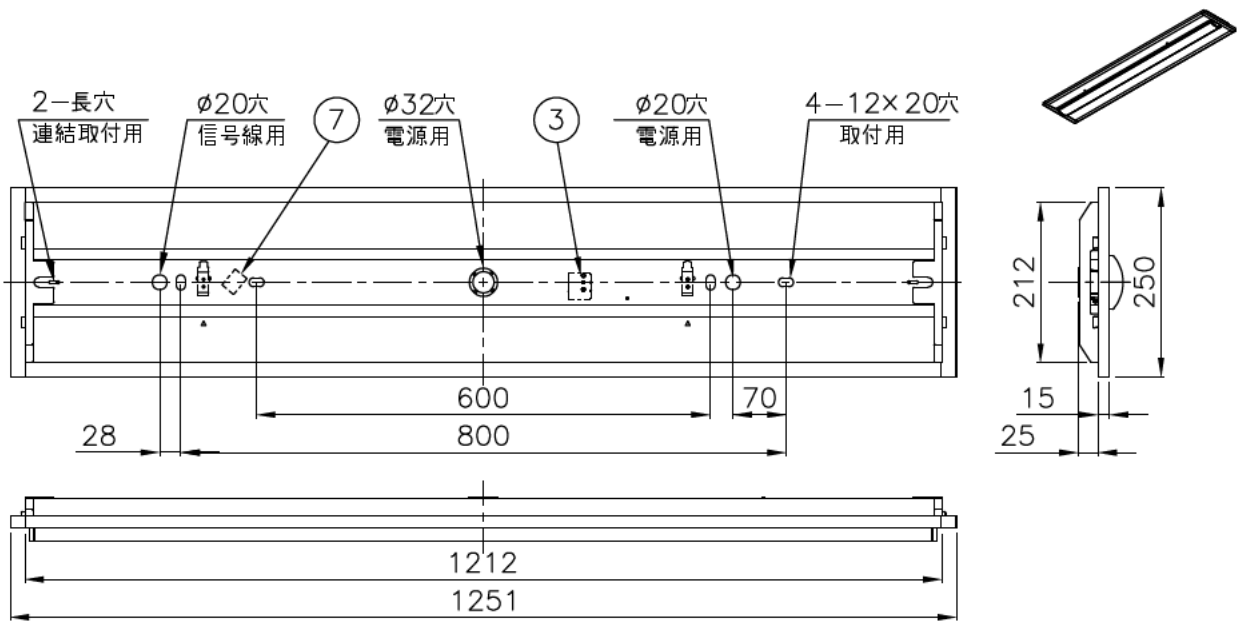 2−長穴
連結取付用
φ20穴
信号線用
7
φ32穴
電源用
3
φ20穴
電源用
4−12×20穴
取付用
212
250
600
70
15
28
800
25
1212
1251